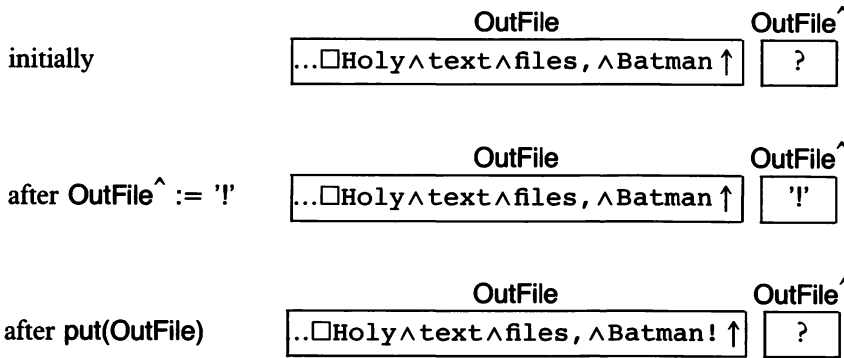 OutFile OutFile^
initially ...□Holy∧text∧files,∧Batman↑ ?
OutFile OutFile^
after OutFile^ := '!' ...□Holy∧text∧files,∧Batman↑ '!'
OutFile OutFile^
after put(OutFile) ..□Holy∧text∧files,∧Batman!↑ ?